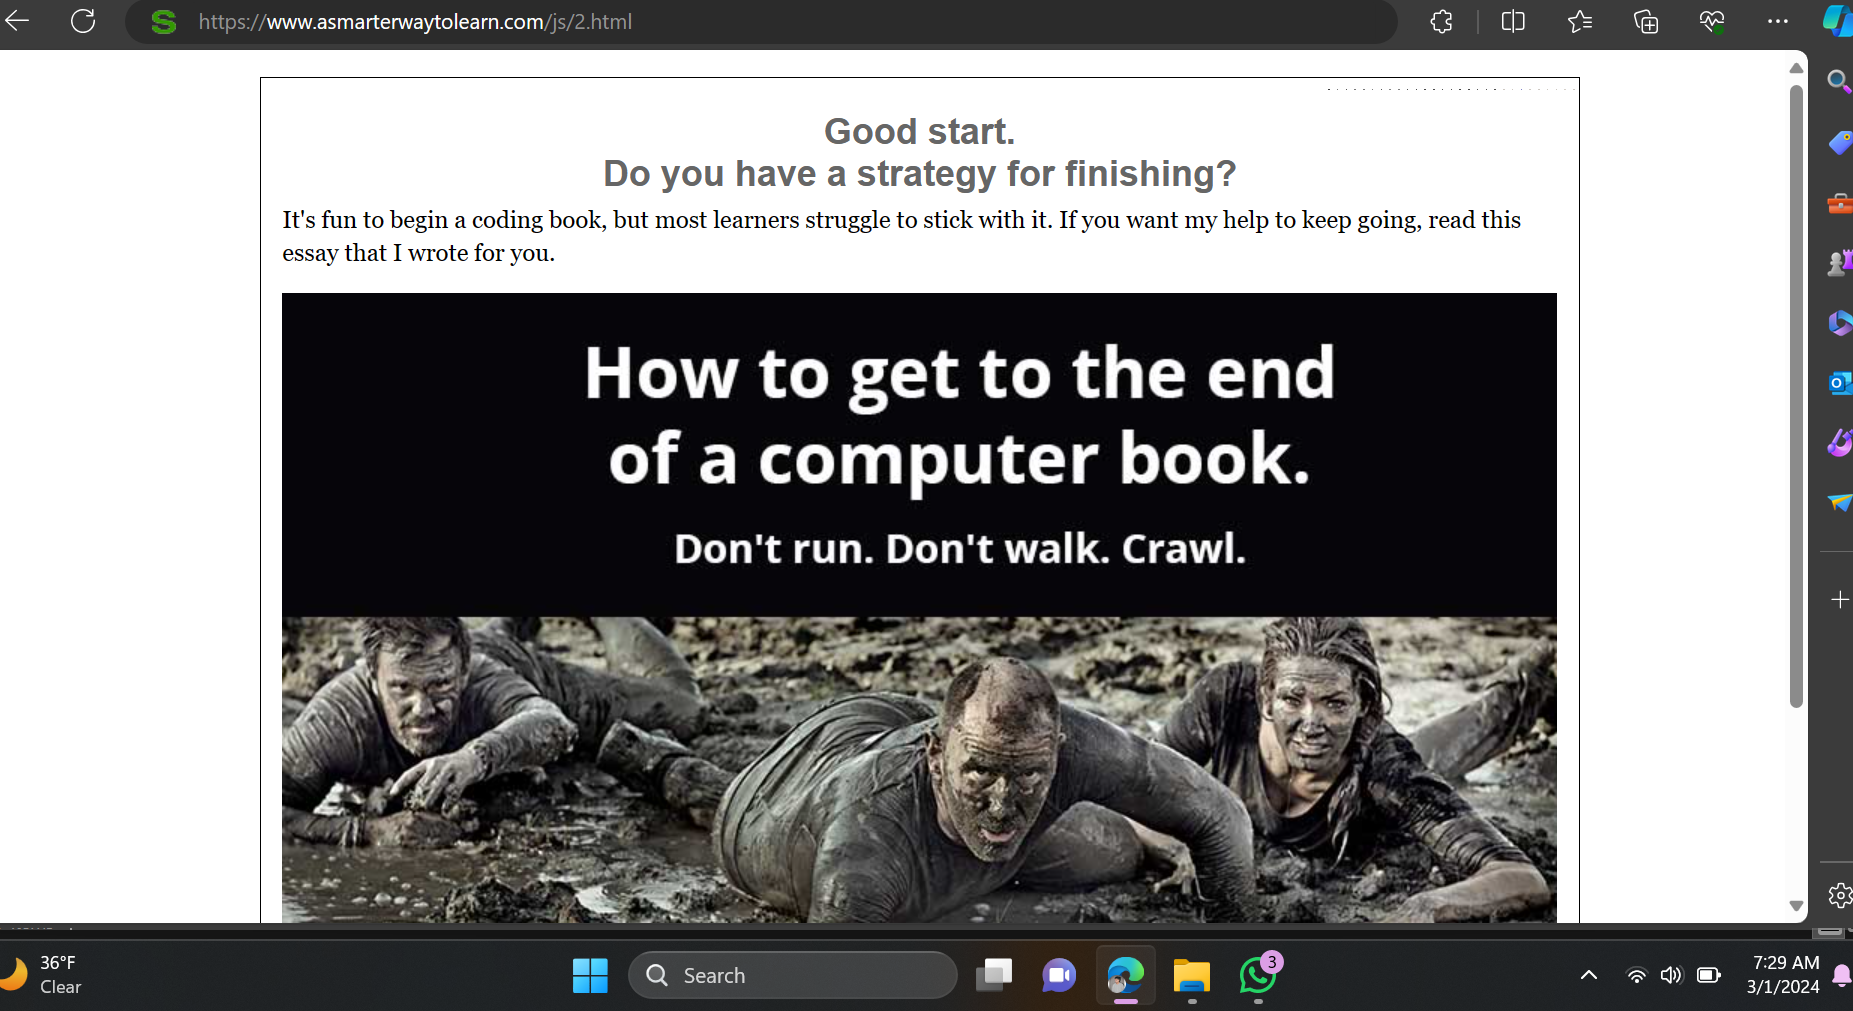 https://www.asmarterwaytolearn.com/js/2.html
Good start.
Do you have a strategy for finishing?
It's fun to begin a coding book, but most learners struggle to stick with it. If you want my help to keep going, read this
essay that I wrote for you.
How to get to the end
of a computer book.
Don't run. Don't walk. Crawl.
36°F
Clear
Search
3
7:29 AM
3/1/2024